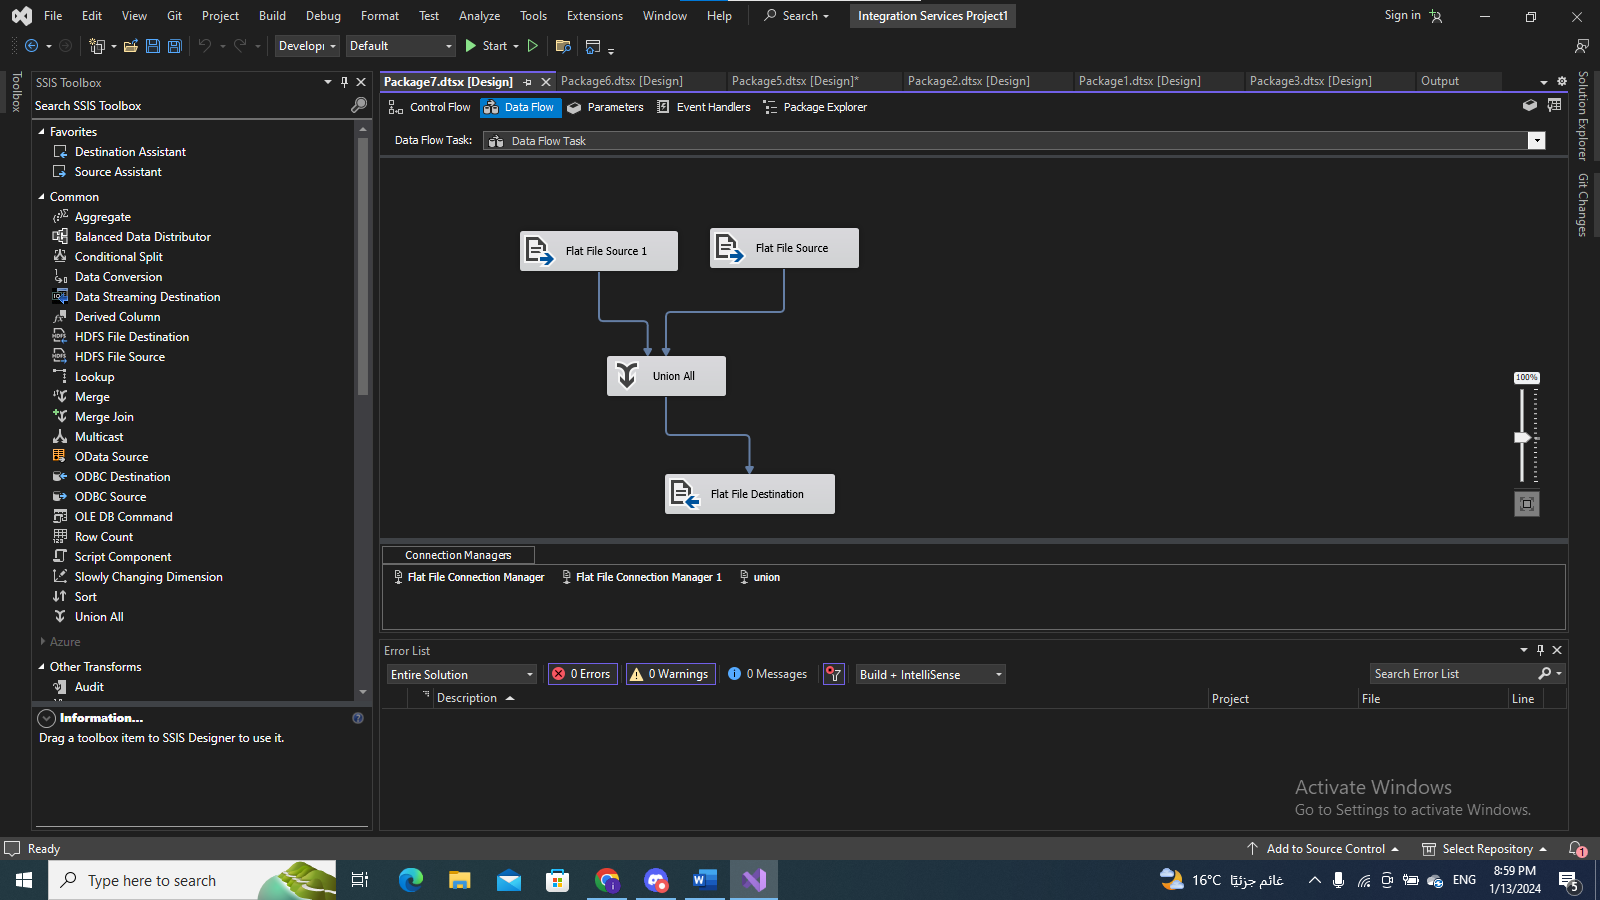 File Edit View Git Project Build Debug Format Test Analyze Tools Extensions Window Help Search Integration Services Project1 Sign in
Developr Default Start
Toolbox
SSIS Toolbox
Search SSIS Toolbox
Favorites
Destination Assistant
Source Assistant
Common
Aggregate
Balanced Data Distributor
Conditional Split
Data Conversion
Data Streaming Destination
Derived Column
HDFS File Destination
HDFS File Source
Lookup
Merge
Merge Join
Multicast
OData Source
ODBC Destination
ODBC Source
OLE DB Command
Row Count
Script Component
Slowly Changing Dimension
Sort
Union All
Azure
Other Transforms
Audit
Information...
Drag a toolbox item to SSIS Designer to use it.
Package7.dtsx [Design] Package6.dtsx [Design] Package5.dtsx [Design]* Package2.dtsx [Design] Package1.dtsx [Design] Package3.dtsx [Design] Output
Control Flow Data Flow Parameters Event Handlers Package Explorer
Data Flow Task: Data Flow Task
Flat File Source 1
Flat File Source
Union All
Flat File Destination
100%
Connection Managers
Flat File Connection Manager Flat File Connection Manager 1 union
Error List
Entire Solution 0 Errors 0 Warnings 0 Messages Build + IntelliSense Search Error List
Description Project File Line
Activate Windows
Go to Settings to activate Windows.
Solution Explorer
Git Changes
Ready Add to Source Control Select Repository 1
Type here to search 16°C غائم جزئيًا ENG 8:59 PM
1/13/2024
5